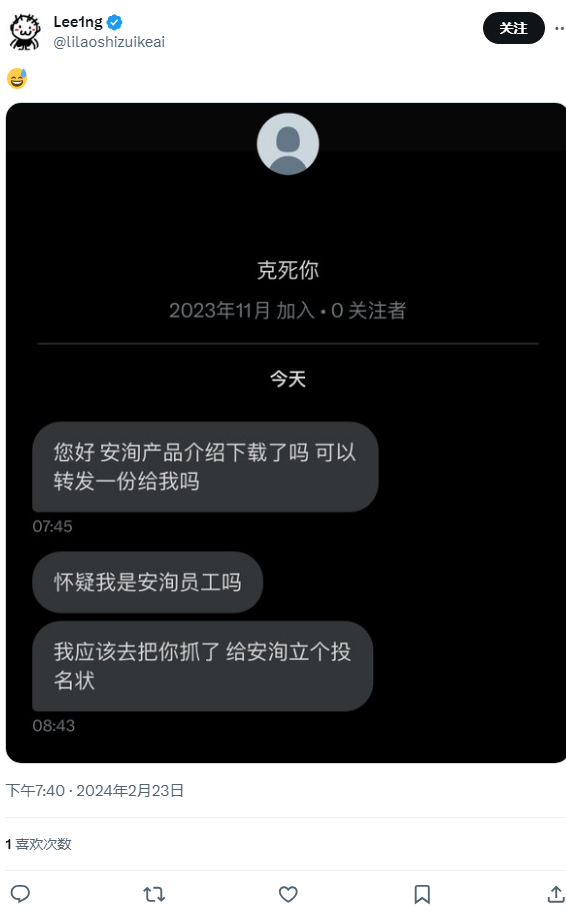 Lee1ng
@lilaoshizuikeai
关注
😅
克死你
2023年11月 加入 • 0 关注者
今天
您好 安洵产品介绍下载了吗 可以
转发一份给我吗
07:45
怀疑我是安洵员工吗
我应该去把你抓了 给安洵立个投
名状
08:43
下午7:40 · 2024年2月23日
1 喜欢次数